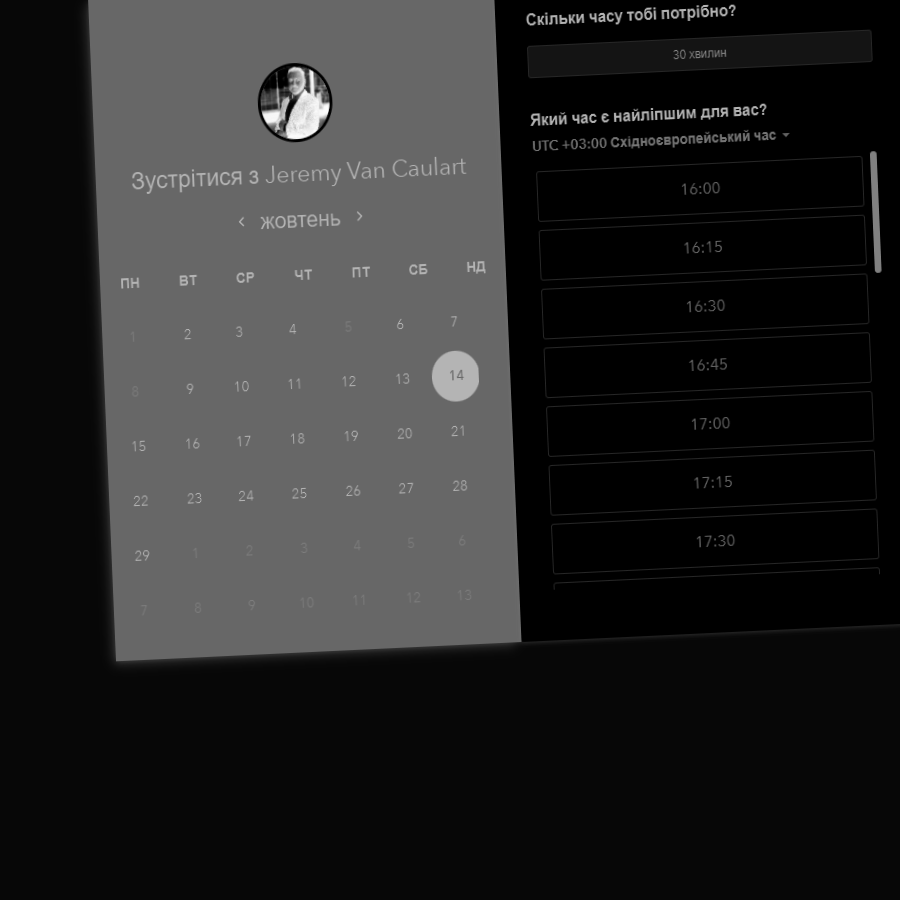 Зустрітися з Jeremy Van Caulart
‹ жовтень ›
ПН ВТ СР ЧТ ПТ СБ НД
1 2 3 4 5 6 7
8 9 10 11 12 13 14
15 16 17 18 19 20 21
22 23 24 25 26 27 28
29 1 2 3 4 5 6
7 8 9 10 11 12 13
Скільки часу тобі потрібно?
30 хвилин
Який час є найліпшим для вас?
UTC +03:00 Східноєвропейський час
16:00
16:15
16:30
16:45
17:00
17:15
17:30